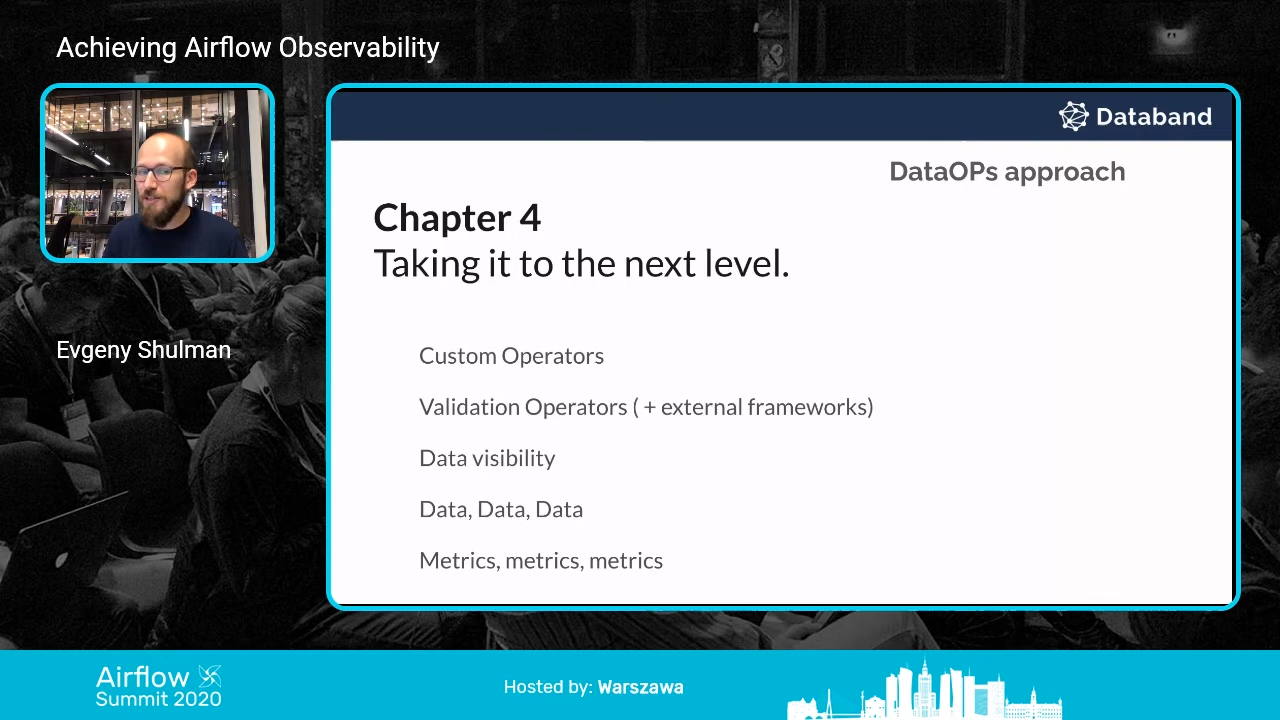 Achieving Airflow Observability
Databand
DataOPs approach
Chapter 4
Taking it to the next level.
Evgeny Shulman
Custom Operators
Validation Operators ( + external frameworks)
Data visibility
Data, Data, Data
Metrics, metrics, metrics
Airflow
Summit 2020
Hosted by: Warszawa